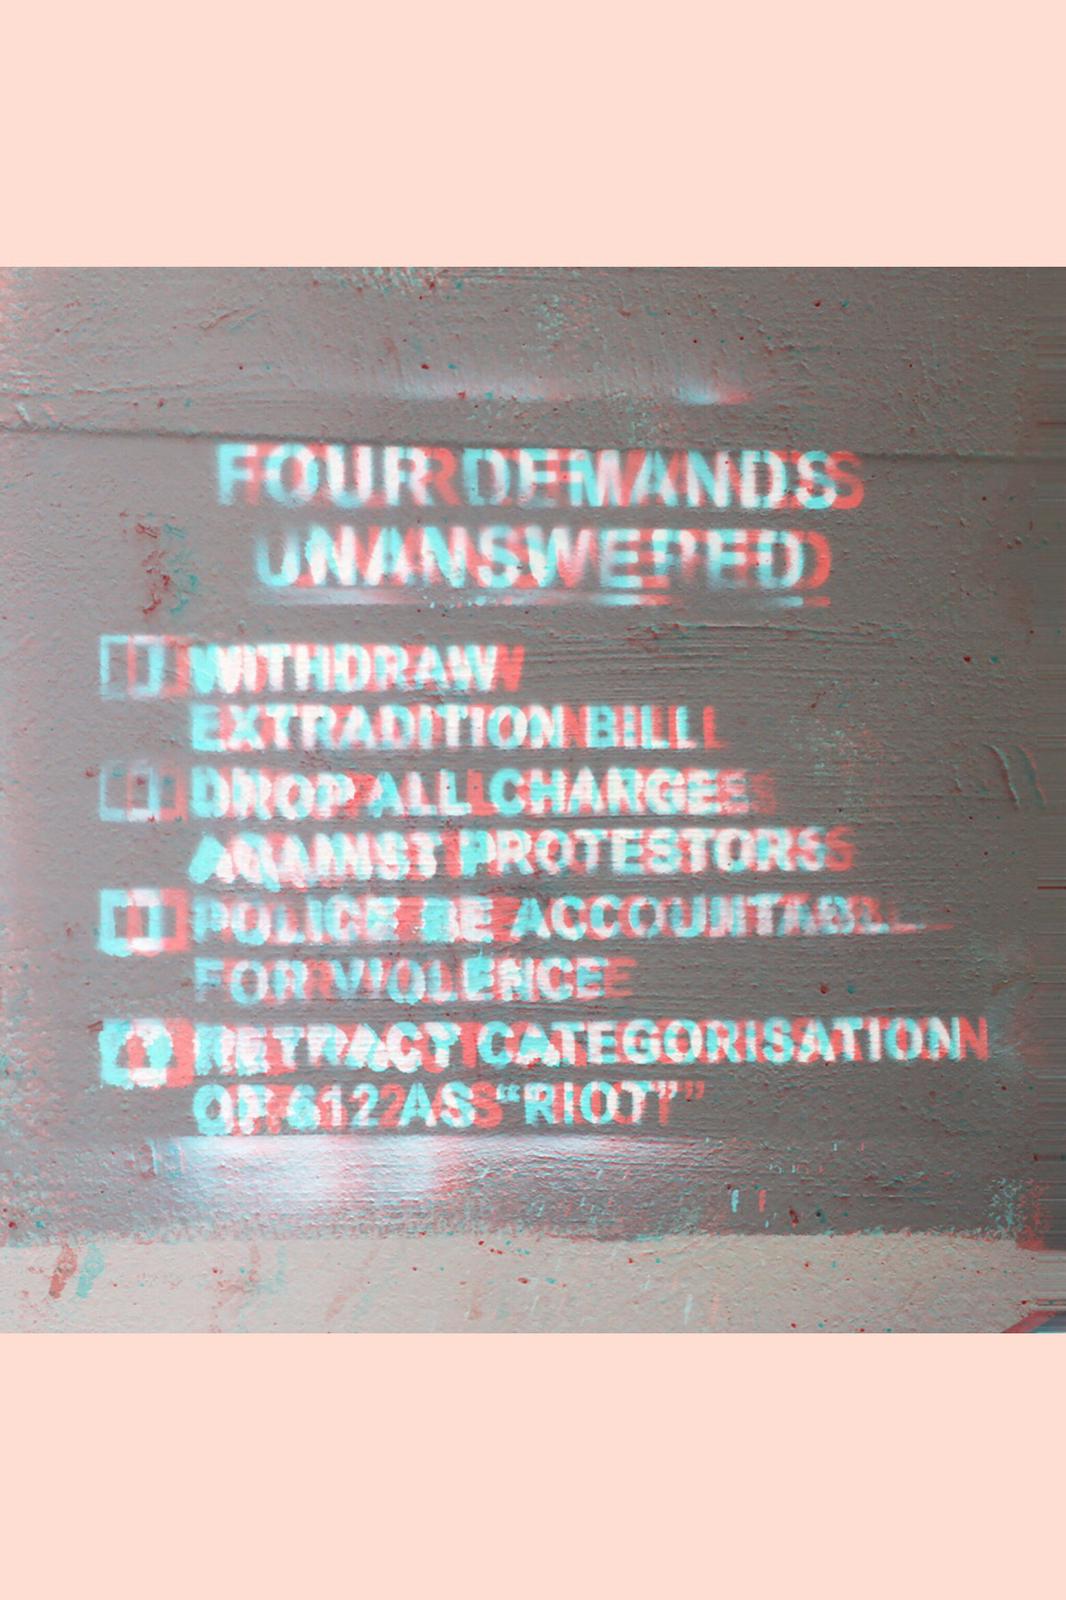 FOUR DEMANDS
UNANSWERED
WITHDRAW
EXTRADITION BILL
DROP ALL CHARGES
AGAINST PROTESTORS
POLICE BE ACCOUNTABLE
FOR VIOLENCE
RETRACT CATEGORISATION
OF 612 AS “RIOT”